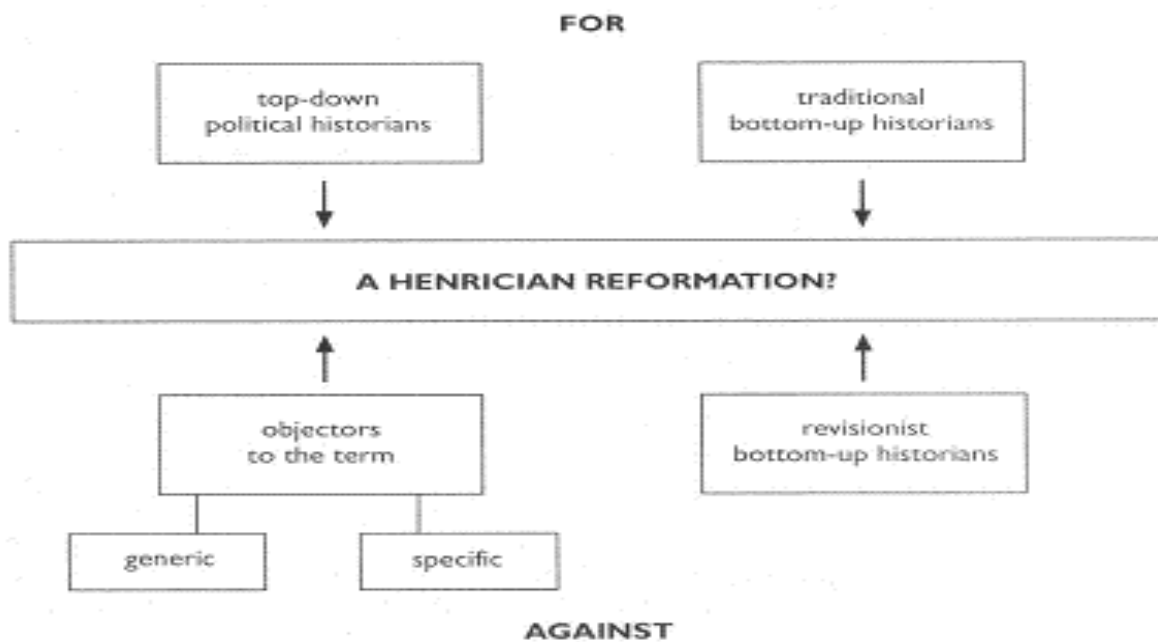 FOR
top-down
political historians
traditional
bottom-up historians
A HENRICIAN REFORMATION?
objectors
to the term
revisionist
bottom-up historians
generic
specific
AGAINST